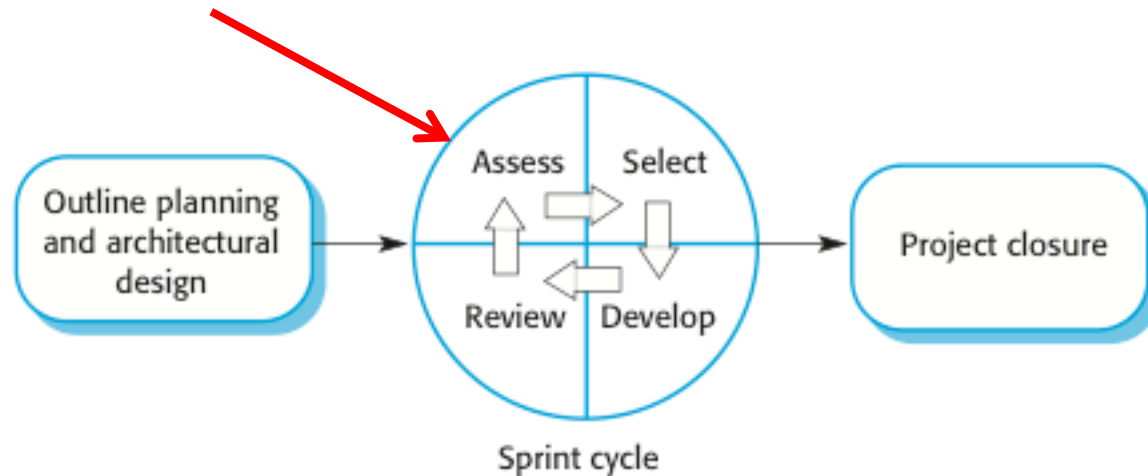 Outline planning
and architectural
design
Assess
Select
Review
Develop
Sprint cycle
Project closure